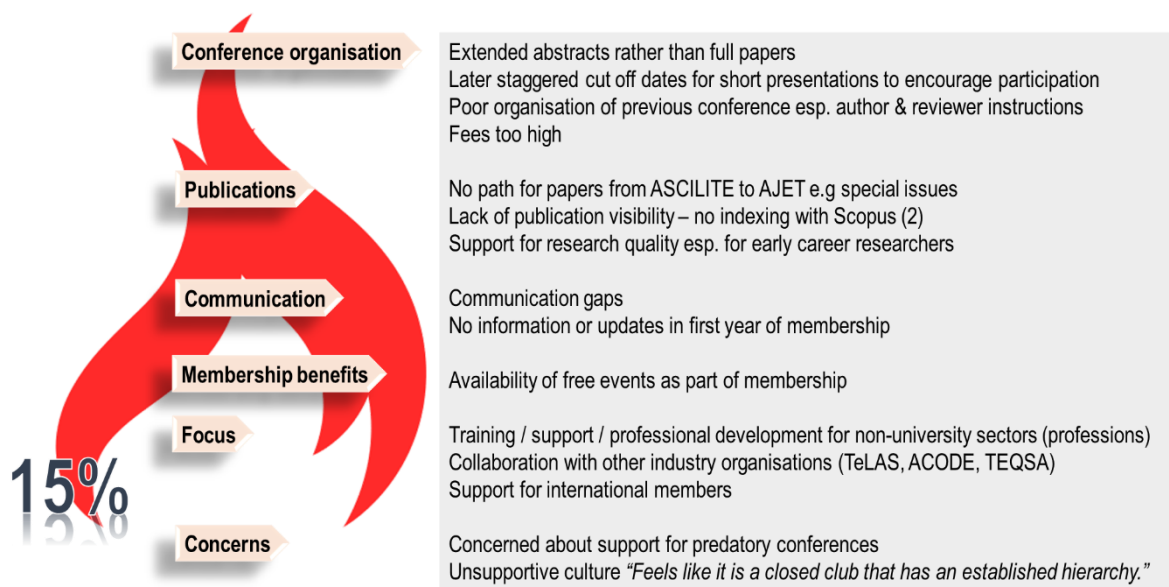 Conference organisation
Extended abstracts rather than full papers
Later staggered cut off dates for short presentations to encourage participation
Poor organisation of previous conference esp. author & reviewer instructions
Fees too high
Publications
No path for papers from ASCILITE to AJET e.g special issues
Lack of publication visibility – no indexing with Scopus (2)
Support for research quality esp. for early career researchers
Communication
Communication gaps
No information or updates in first year of membership
Membership benefits
Availability of free events as part of membership
Focus
Training / support / professional development for non-university sectors (professions)
Collaboration with other industry organisations (TeLAS, ACODE, TEQSA)
Support for international members
15%
Concerns
Concerned about support for predatory conferences
Unsupportive culture “Feels like it is a closed club that has an established hierarchy.”